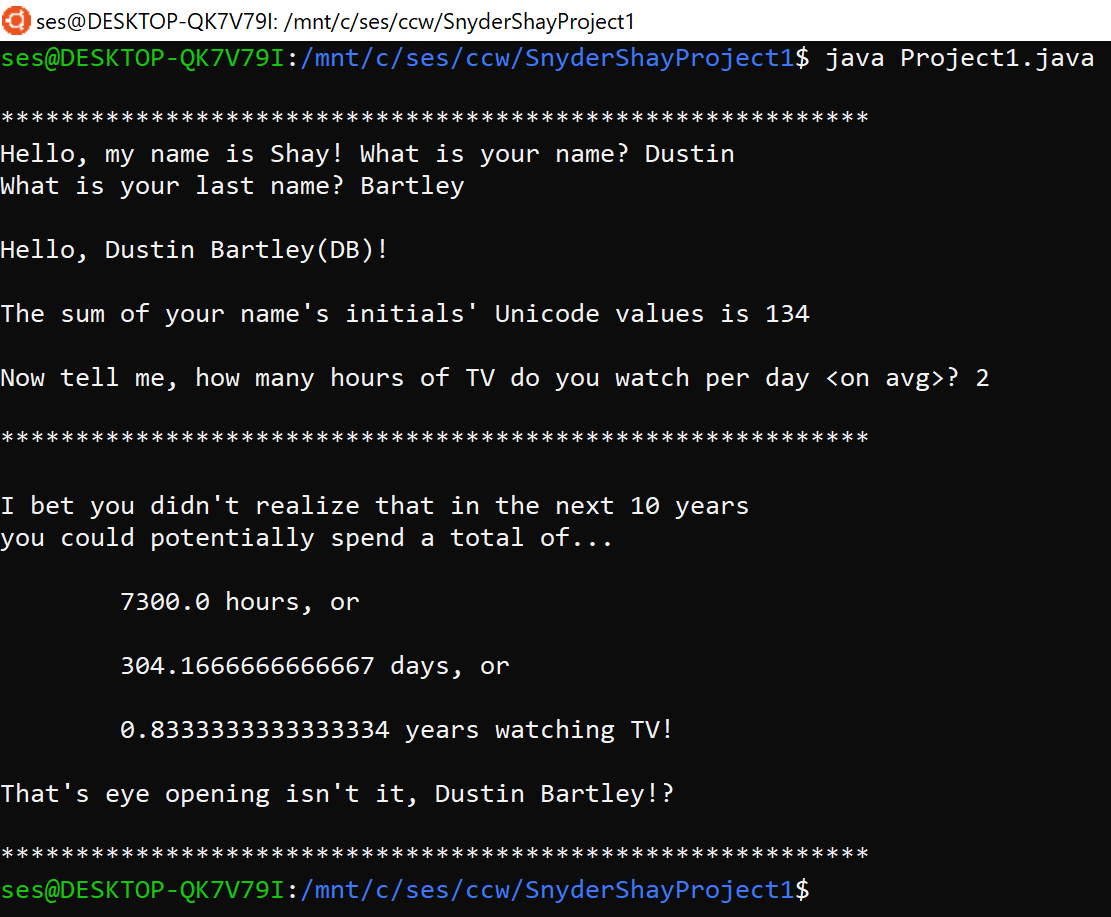 ses@DESKTOP-QK7V79I: /mnt/c/ses/ccw/SnyderShayProject1
ses@DESKTOP-QK7V79I:/mnt/c/ses/ccw/SnyderShayProject1$ java Project1.java
**********************************************************
Hello, my name is Shay! What is your name? Dustin
What is your last name? Bartley
Hello, Dustin Bartley(DB)!
The sum of your name's initials' Unicode values is 134
Now tell me, how many hours of TV do you watch per day <on avg>? 2
**********************************************************
I bet you didn't realize that in the next 10 years
you could potentially spend a total of...
7300.0 hours, or
304.1666666666667 days, or
0.8333333333333334 years watching TV!
That's eye opening isn't it, Dustin Bartley!?
**********************************************************
ses@DESKTOP-QK7V79I:/mnt/c/ses/ccw/SnyderShayProject1$